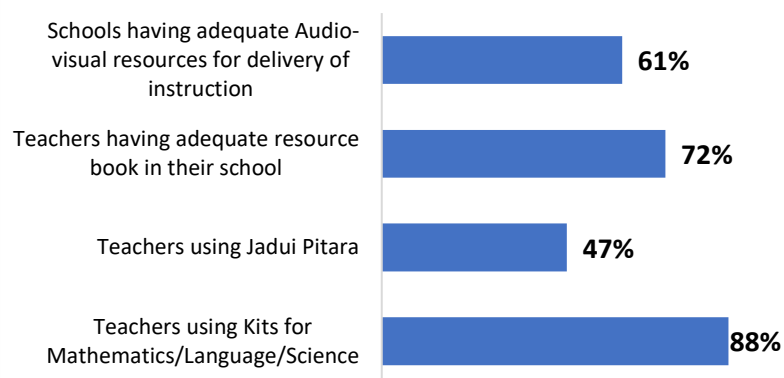 Schools having adequate Audio-
visual resources for delivery of
instruction
61%
Teachers having adequate resource
book in their school
72%
Teachers using Jadui Pitara
47%
Teachers using Kits for
Mathematics/Language/Science
88%